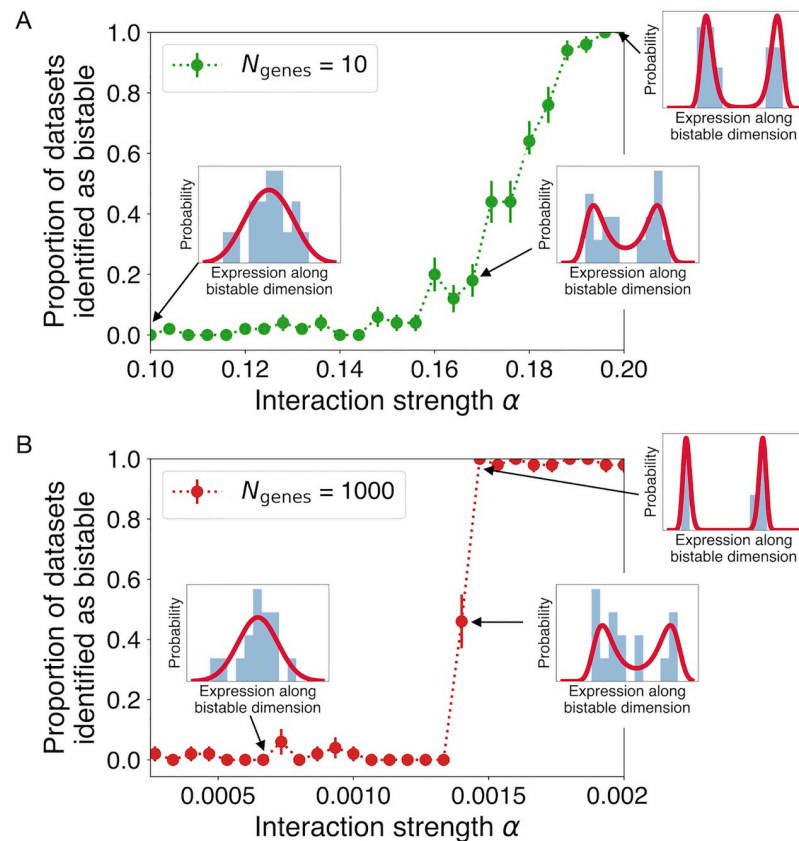 A
Proportion of datasets
identified as bistable
1.0
0.8
0.6
0.4
0.2
0.0
N_genes = 10
Probability
Expression along
bistable dimension
Probability
Expression along
bistable dimension
Probability
Expression along
bistable dimension
0.10
0.12
0.14
0.16
0.18
0.20
Interaction strength α
B
Proportion of datasets
identified as bistable
1.0
0.8
0.6
0.4
0.2
0.0
N_genes = 1000
Probability
Expression along
bistable dimension
Probability
Expression along
bistable dimension
Probability
Expression along
bistable dimension
0.0005
0.0010
0.0015
0.002
Interaction strength α